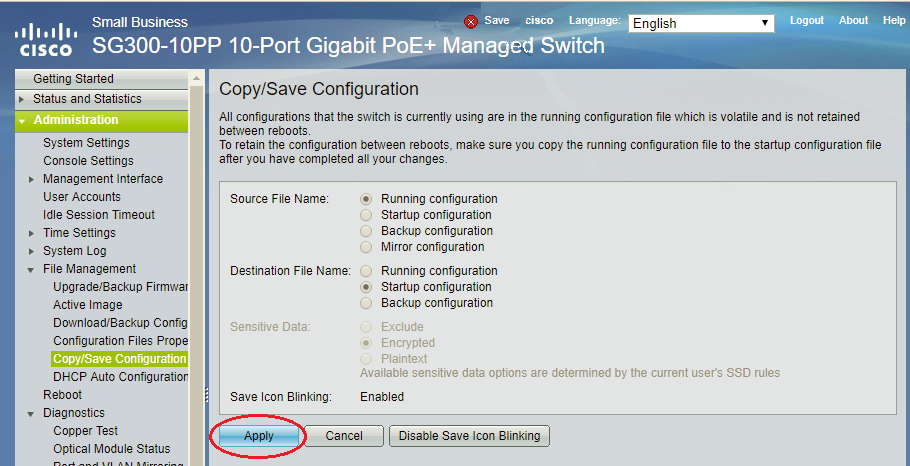 Small Business
Save cisco Language: English Logout About Help
cisco SG300-10PP 10-Port Gigabit PoE+ Managed Switch
Getting Started
Status and Statistics
Administration
System Settings
Console Settings
Management Interface
User Accounts
Idle Session Timeout
Time Settings
System Log
File Management
Upgrade/Backup Firmwar
Active Image
Download/Backup Config
Configuration Files Prope
Copy/Save Configuration
DHCP Auto Configuration
Reboot
Diagnostics
Copper Test
Optical Module Status
Port and VLAN Mirroring
Copy/Save Configuration
All configurations that the switch is currently using are in the running configuration file which is volatile and is not retained
between reboots.
To retain the configuration between reboots, make sure you copy the running configuration file to the startup configuration file
after you have completed all your changes.
Source File Name: Running configuration
Startup configuration
Backup configuration
Mirror configuration
Destination File Name: Running configuration
Startup configuration
Backup configuration
Sensitive Data: Exclude
Encrypted
Plaintext
Available sensitive data options are determined by the current user's SSD rules
Save Icon Blinking: Enabled
Apply Cancel Disable Save Icon Blinking